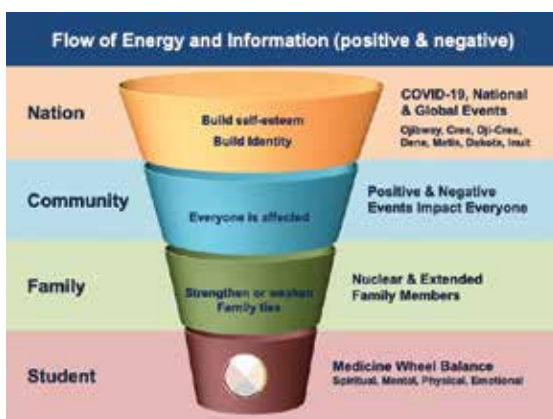 Flow of Energy and Information (positive & negative)
Nation
Build self-esteem
Build Identity
COVID-19, National
& Global Events
Ojibway, Cree, Oji-Cree,
Dene, Metis, Dakota, Inuit
Community
Everyone is affected
Positive & Negative
Events Impact Everyone
Family
Strengthen or weaken
Family ties
Nuclear & Extended
Family Members
Student
Medicine Wheel Balance
Spiritual, Mental, Physical, Emotional